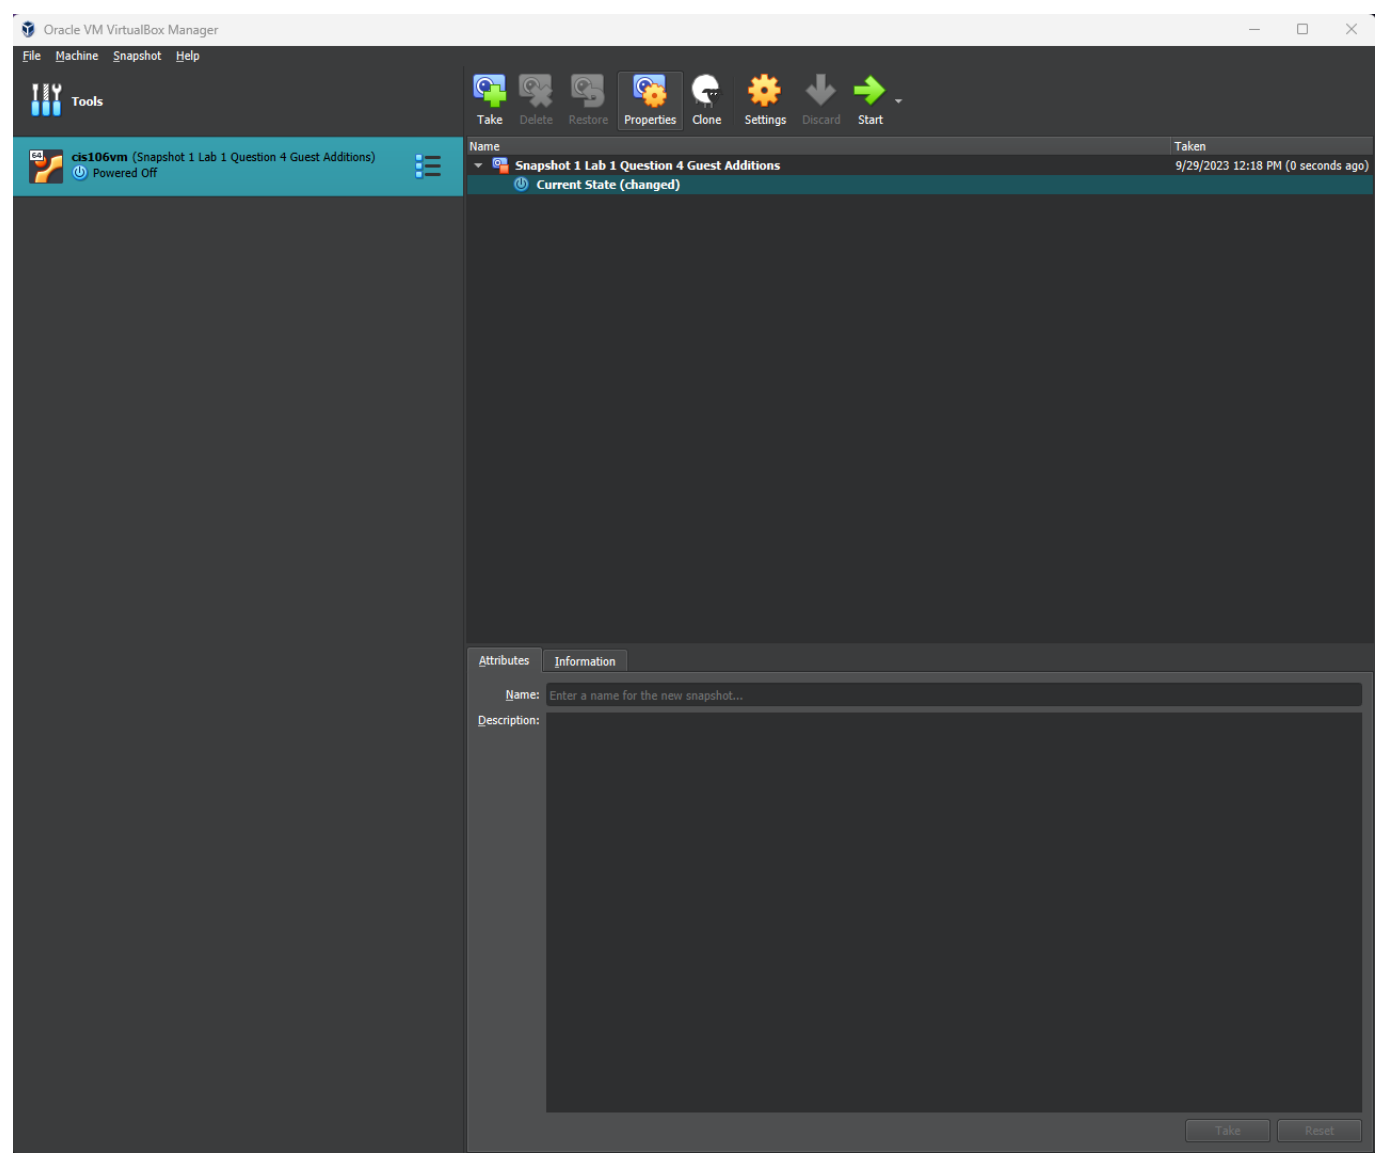 Oracle VM VirtualBox Manager
File Machine Snapshot Help
Tools
Take Delete Restore Properties Clone Settings Discard Start
64
cis106vm (Snapshot 1 Lab 1 Question 4 Guest Additions)
Powered Off
Name Taken
Snapshot 1 Lab 1 Question 4 Guest Additions 9/29/2023 12:18 PM (0 seconds ago)
Current State (changed)
Attributes Information
Name: Enter a name for the new snapshot...
Description:
Take Reset